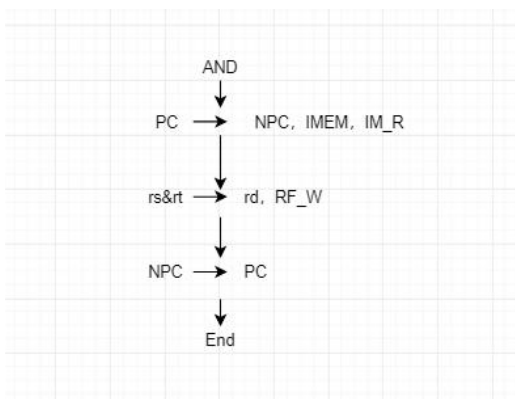 AND
PC NPC, IMEM, IM_R
rs&rt rd, RF_W
NPC PC
End